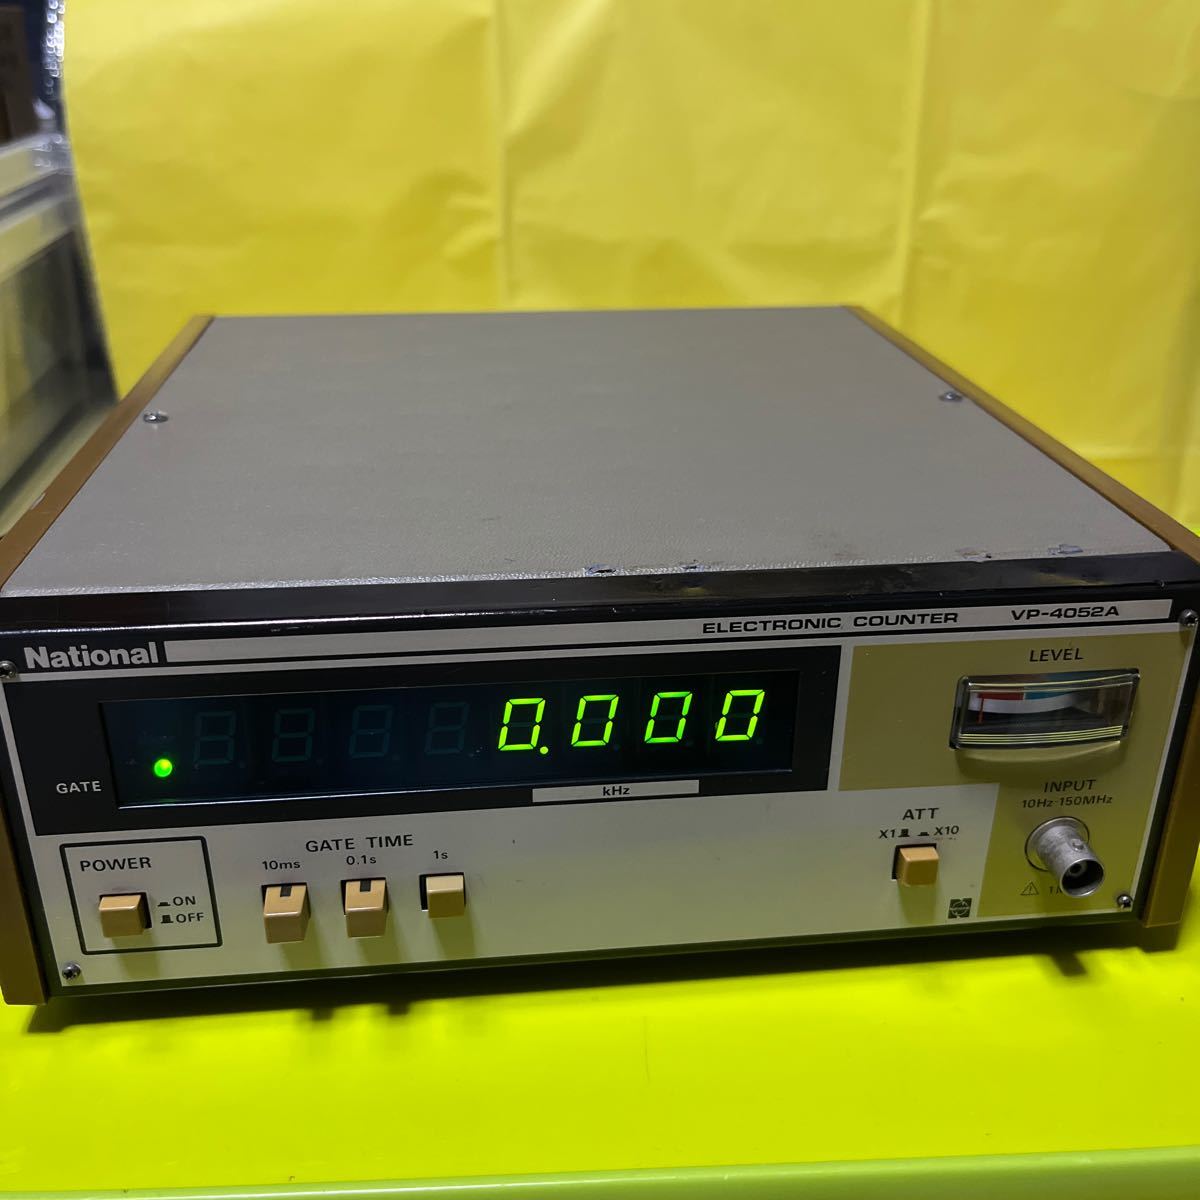 National
ELECTRONIC COUNTER VP-4052A
LEVEL
0.000
GATE
kHz
INPUT
10Hz-150MHz
ATT
X1 X10
GATE TIME
10ms 0.1s 1s
POWER
ON
OFF